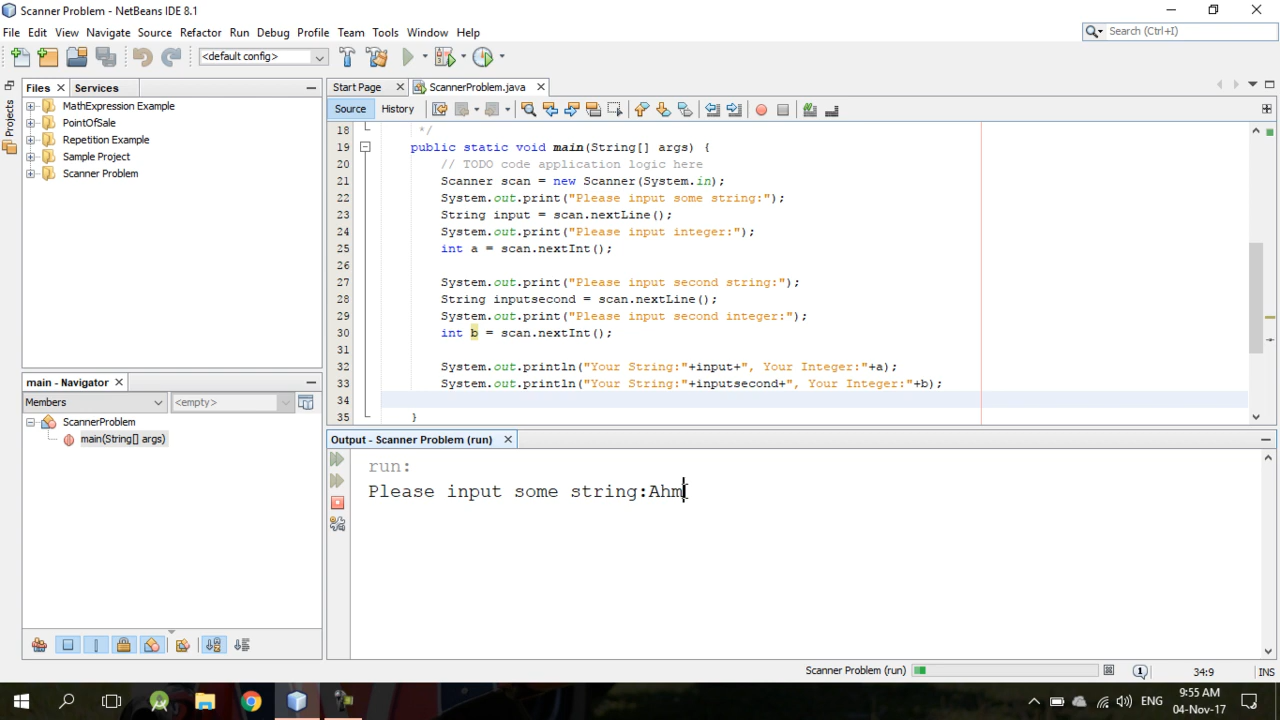 Scanner Problem - NetBeans IDE 8.1
File Edit View Navigate Source Refactor Run Debug Profile Team Tools Window Help
Search (Ctrl+I)
<default config>
Projects
Files Services
MathExpression Example
PointOfSale
Repetition Example
Sample Project
Scanner Problem
Start Page ScannerProblem.java
Source History
18 */
19 public static void main(String[] args) {
20 // TODO code application logic here
21 Scanner scan = new Scanner(System.in);
22 System.out.print("Please input some string:");
23 String input = scan.nextLine();
24 System.out.print("Please input integer:");
25 int a = scan.nextInt();
26
27 System.out.print("Please input second string:");
28 String inputsecond = scan.nextLine();
29 System.out.print("Please input second integer:");
30 int b = scan.nextInt();
31
32 System.out.println("Your String:"+input+", Your Integer:"+a);
33 System.out.println("Your String:"+inputsecond+", Your Integer:"+b);
34
35 }
main - Navigator
Members <empty>
ScannerProblem
main(String[] args)
Output - Scanner Problem (run)
run:
Please input some string:Ahm
Scanner Problem (run) 1 34:9 INS
ENG
9:55 AM
04-Nov-17